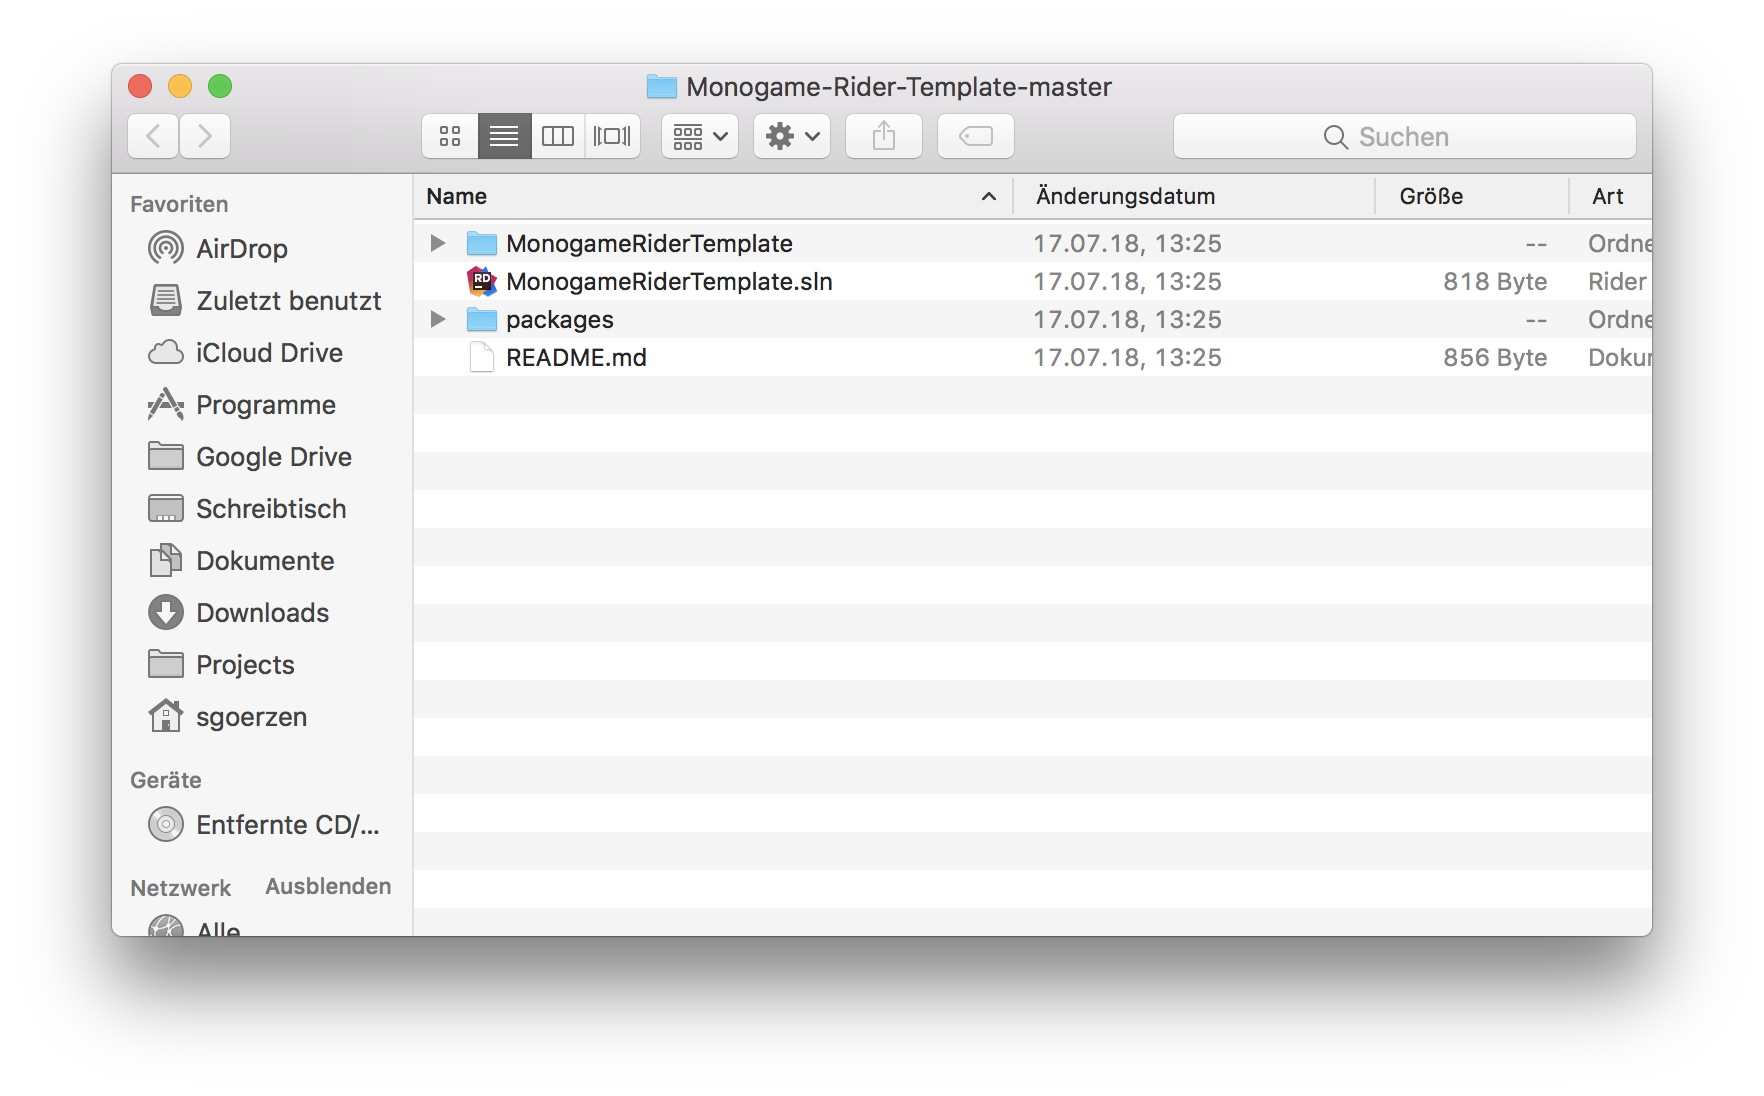 Monogame-Rider-Template-master
Suchen
Favoriten
AirDrop
Zuletzt benutzt
iCloud Drive
Programme
Google Drive
Schreibtisch
Dokumente
Downloads
Projects
sgoerzen
Geräte
Entfernte CD/...
Netzwerk Ausblenden
Alle
Name Änderungsdatum Größe Art
MonogameRiderTemplate 17.07.18, 13:25 -- Ordne
RD MonogameRiderTemplate.sln 17.07.18, 13:25 818 Byte Rider
packages 17.07.18, 13:25 -- Ordne
README.md 17.07.18, 13:25 856 Byte Dokur